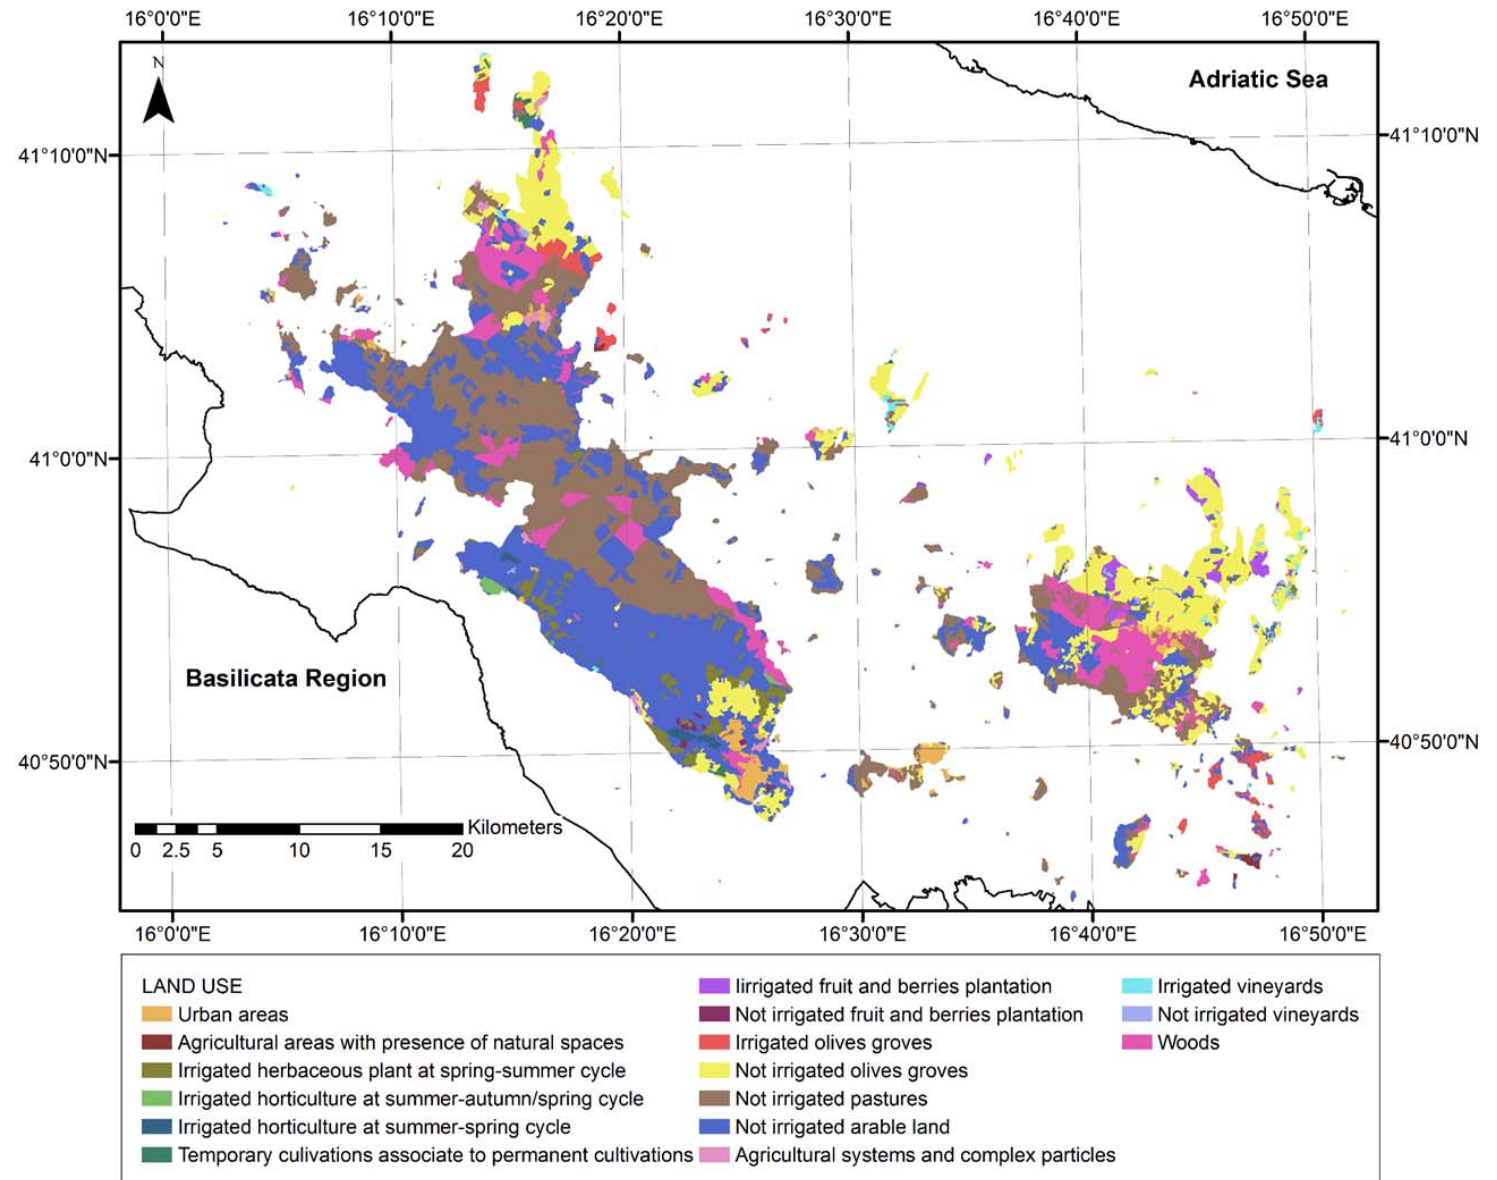 16°0'0"E 16°10'0"E 16°20'0"E 16°30'0"E 16°40'0"E 16°50'0"E
N
Adriatic Sea
41°10'0"N 41°10'0"N
41°0'0"N 41°0'0"N
Basilicata Region
40°50'0"N 40°50'0"N
Kilometers
0 2.5 5 10 15 20
16°0'0"E 16°10'0"E 16°20'0"E 16°30'0"E 16°40'0"E 16°50'0"E
LAND USE
Urban areas
Agricultural areas with presence of natural spaces
Irrigated herbaceous plant at spring-summer cycle
Irrigated horticulture at summer-autumn/spring cycle
Irrigated horticulture at summer-spring cycle
Temporary culivations associate to permanent cultivations
Iirrigated fruit and berries plantation
Not irrigated fruit and berries plantation
Irrigated olives groves
Not irrigated olives groves
Not irrigated pastures
Not irrigated arable land
Agricultural systems and complex particles
Irrigated vineyards
Not irrigated vineyards
Woods